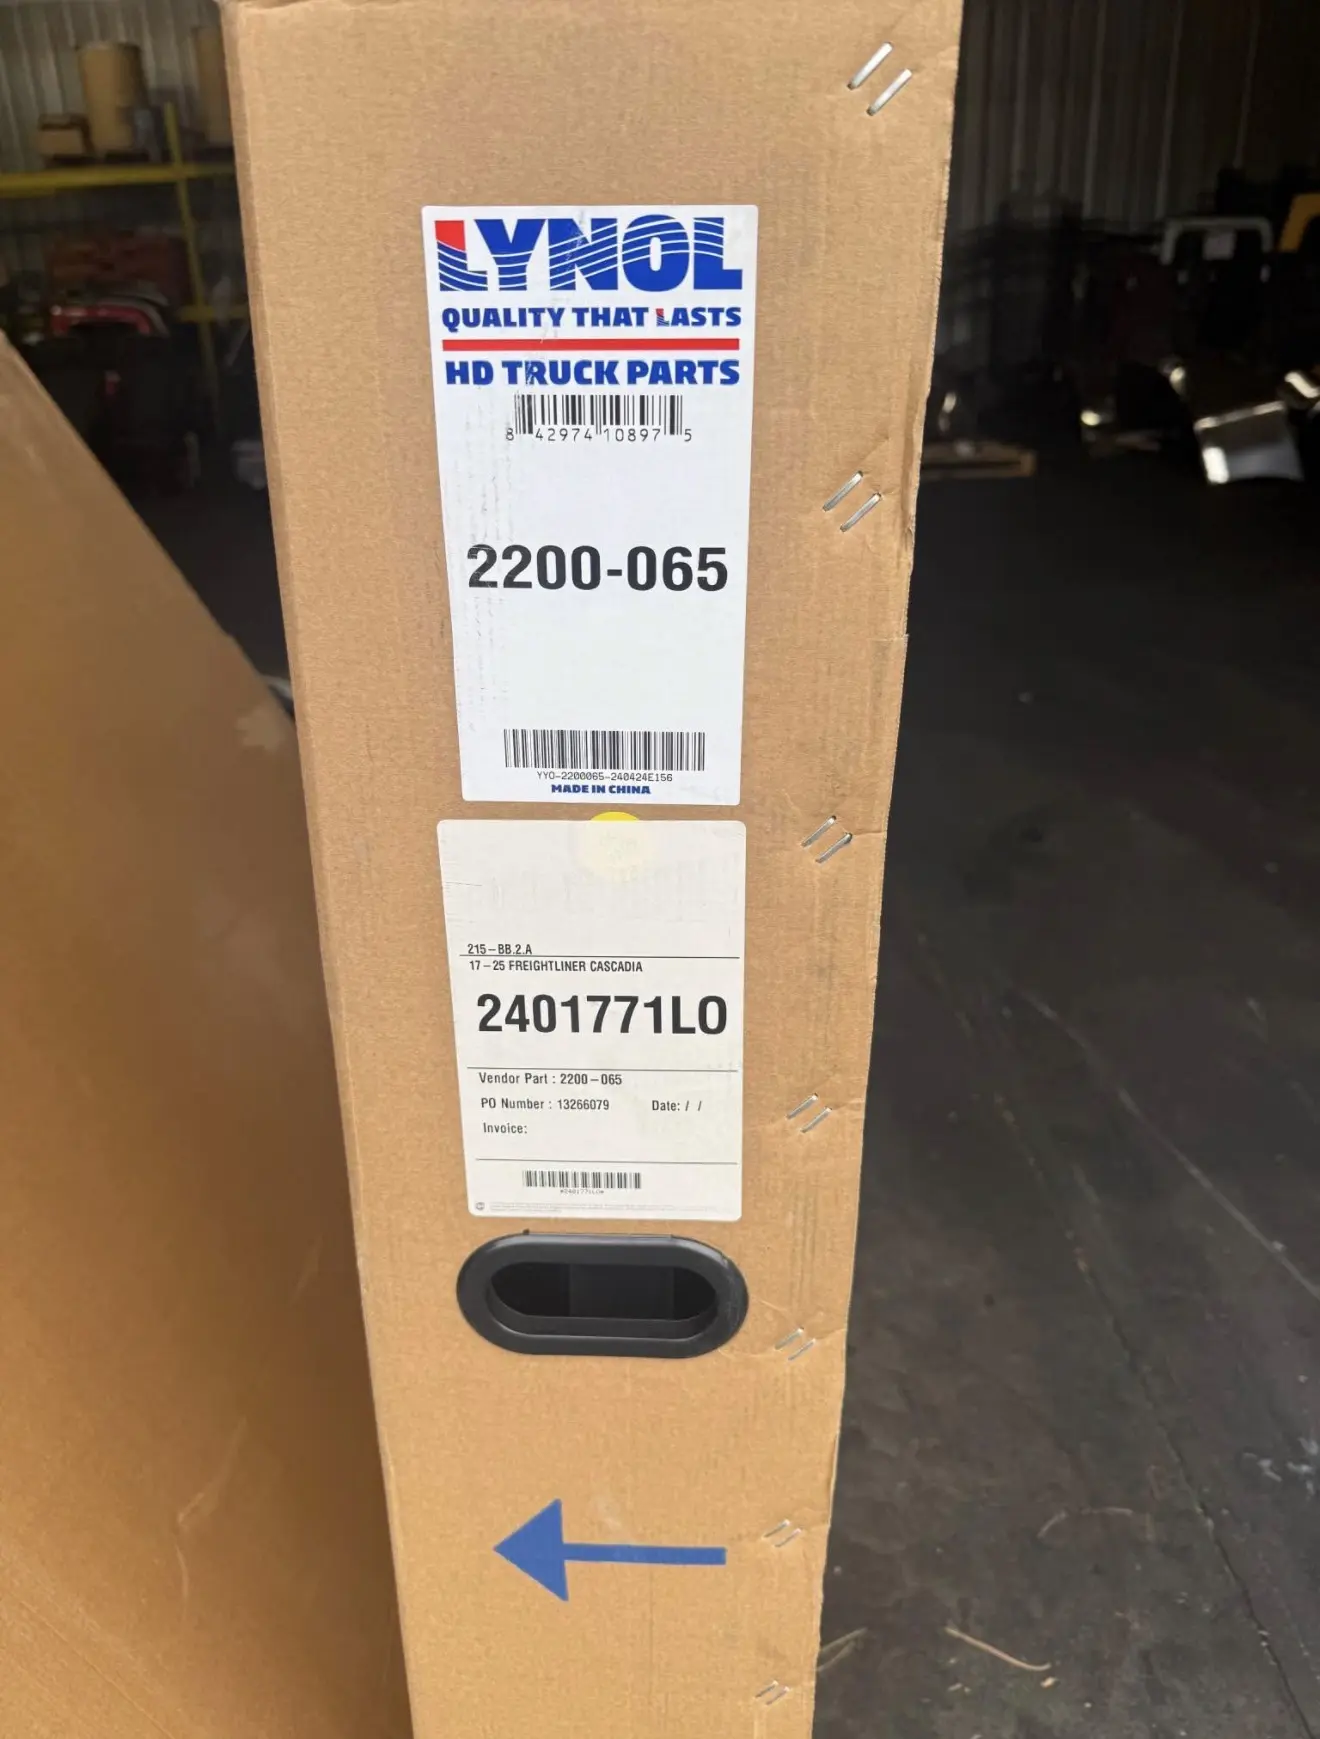 LYNOL
QUALITY THAT LASTS
HD TRUCK PARTS
8 42974 10897 5
2200-065
YYO-2200065-240424E156
MADE IN CHINA
215-BB.2.A
17-25 FREIGHTLINER CASCADIA
2401771LO
Vendor Part : 2200-065
PO Number : 13266079 Date: / /
Invoice:
*2401771LO*